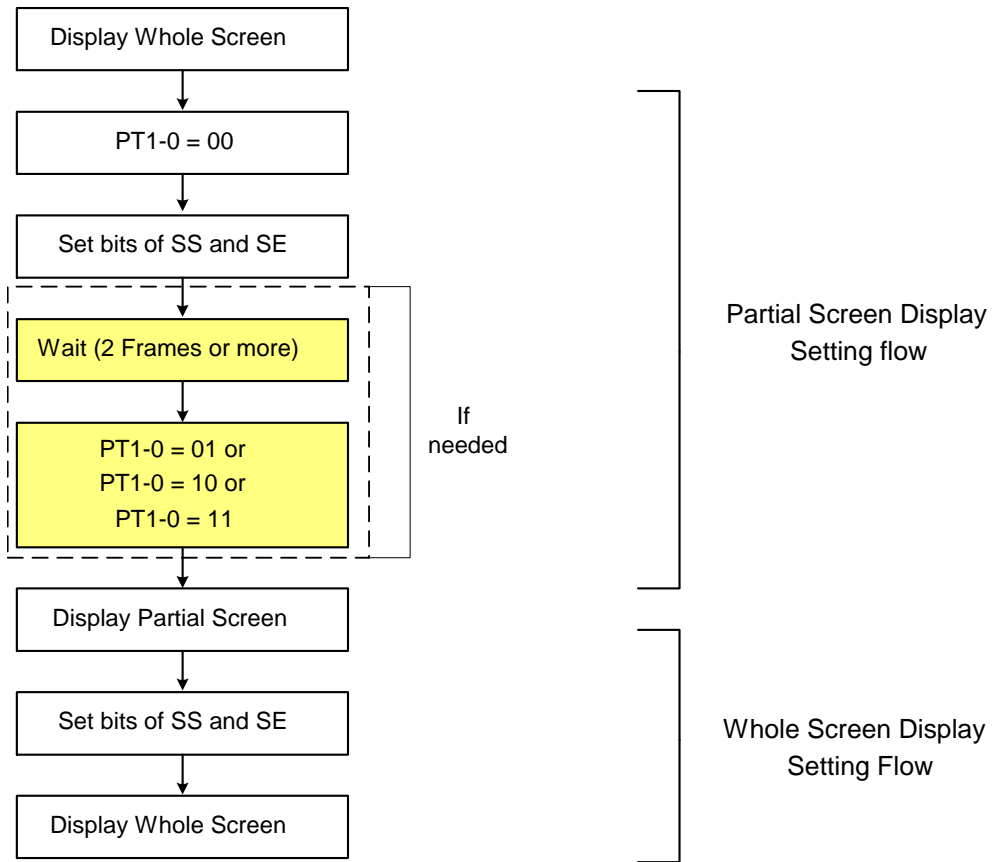 Display Whole Screen
PT1-0 = 00
Set bits of SS and SE
Wait (2 Frames or more)
PT1-0 = 01 or
PT1-0 = 10 or
PT1-0 = 11
If
needed
Display Partial Screen
Set bits of SS and SE
Display Whole Screen
Partial Screen Display
Setting flow
Whole Screen Display
Setting Flow